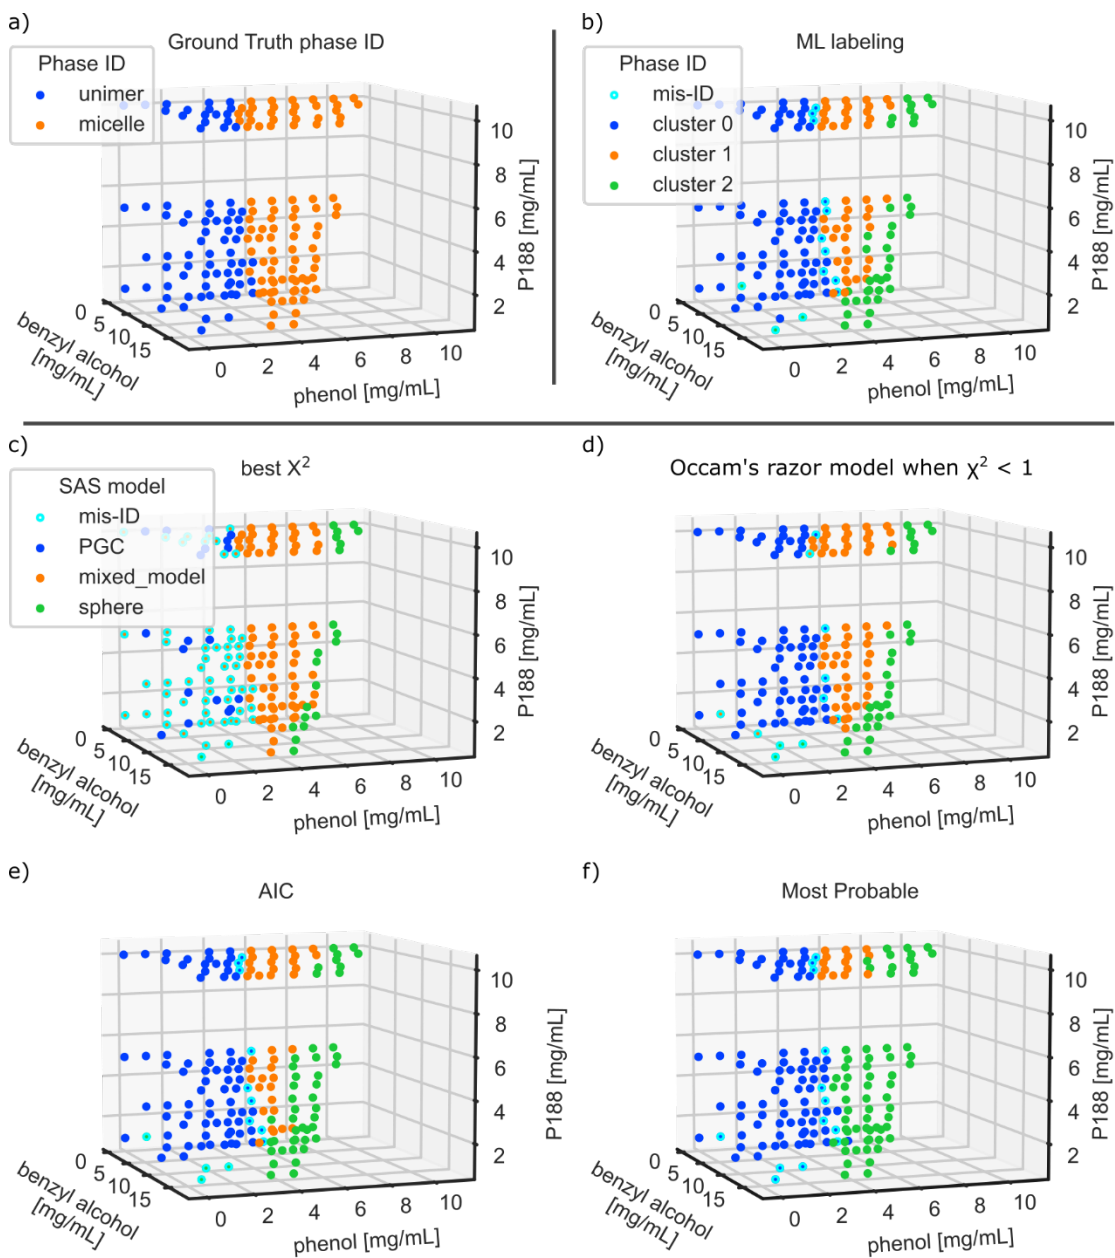 a)
Ground Truth phase ID
Phase ID
unimer
micelle
10
8
6
4
2
P188 [mg/mL]
0
5
10
15
benzyl alcohol
[mg/mL]
0
2
4
6
8
10
phenol [mg/mL]
b)
ML labeling
Phase ID
mis-ID
cluster 0
cluster 1
cluster 2
10
8
6
4
2
P188 [mg/mL]
0
5
10
15
benzyl alcohol
[mg/mL]
0
2
4
6
8
10
phenol [mg/mL]
c)
best X²
SAS model
mis-ID
PGC
mixed_model
sphere
10
8
6
4
2
P188 [mg/mL]
0
5
10
15
benzyl alcohol
[mg/mL]
0
2
4
6
8
10
phenol [mg/mL]
d)
Occam's razor model when χ² < 1
10
8
6
4
2
P188 [mg/mL]
0
5
10
15
benzyl alcohol
[mg/mL]
0
2
4
6
8
10
phenol [mg/mL]
e)
AIC
10
8
6
4
2
P188 [mg/mL]
0
5
10
15
benzyl alcohol
[mg/mL]
0
2
4
6
8
10
phenol [mg/mL]
f)
Most Probable
10
8
6
4
2
P188 [mg/mL]
0
5
10
15
benzyl alcohol
[mg/mL]
0
2
4
6
8
10
phenol [mg/mL]